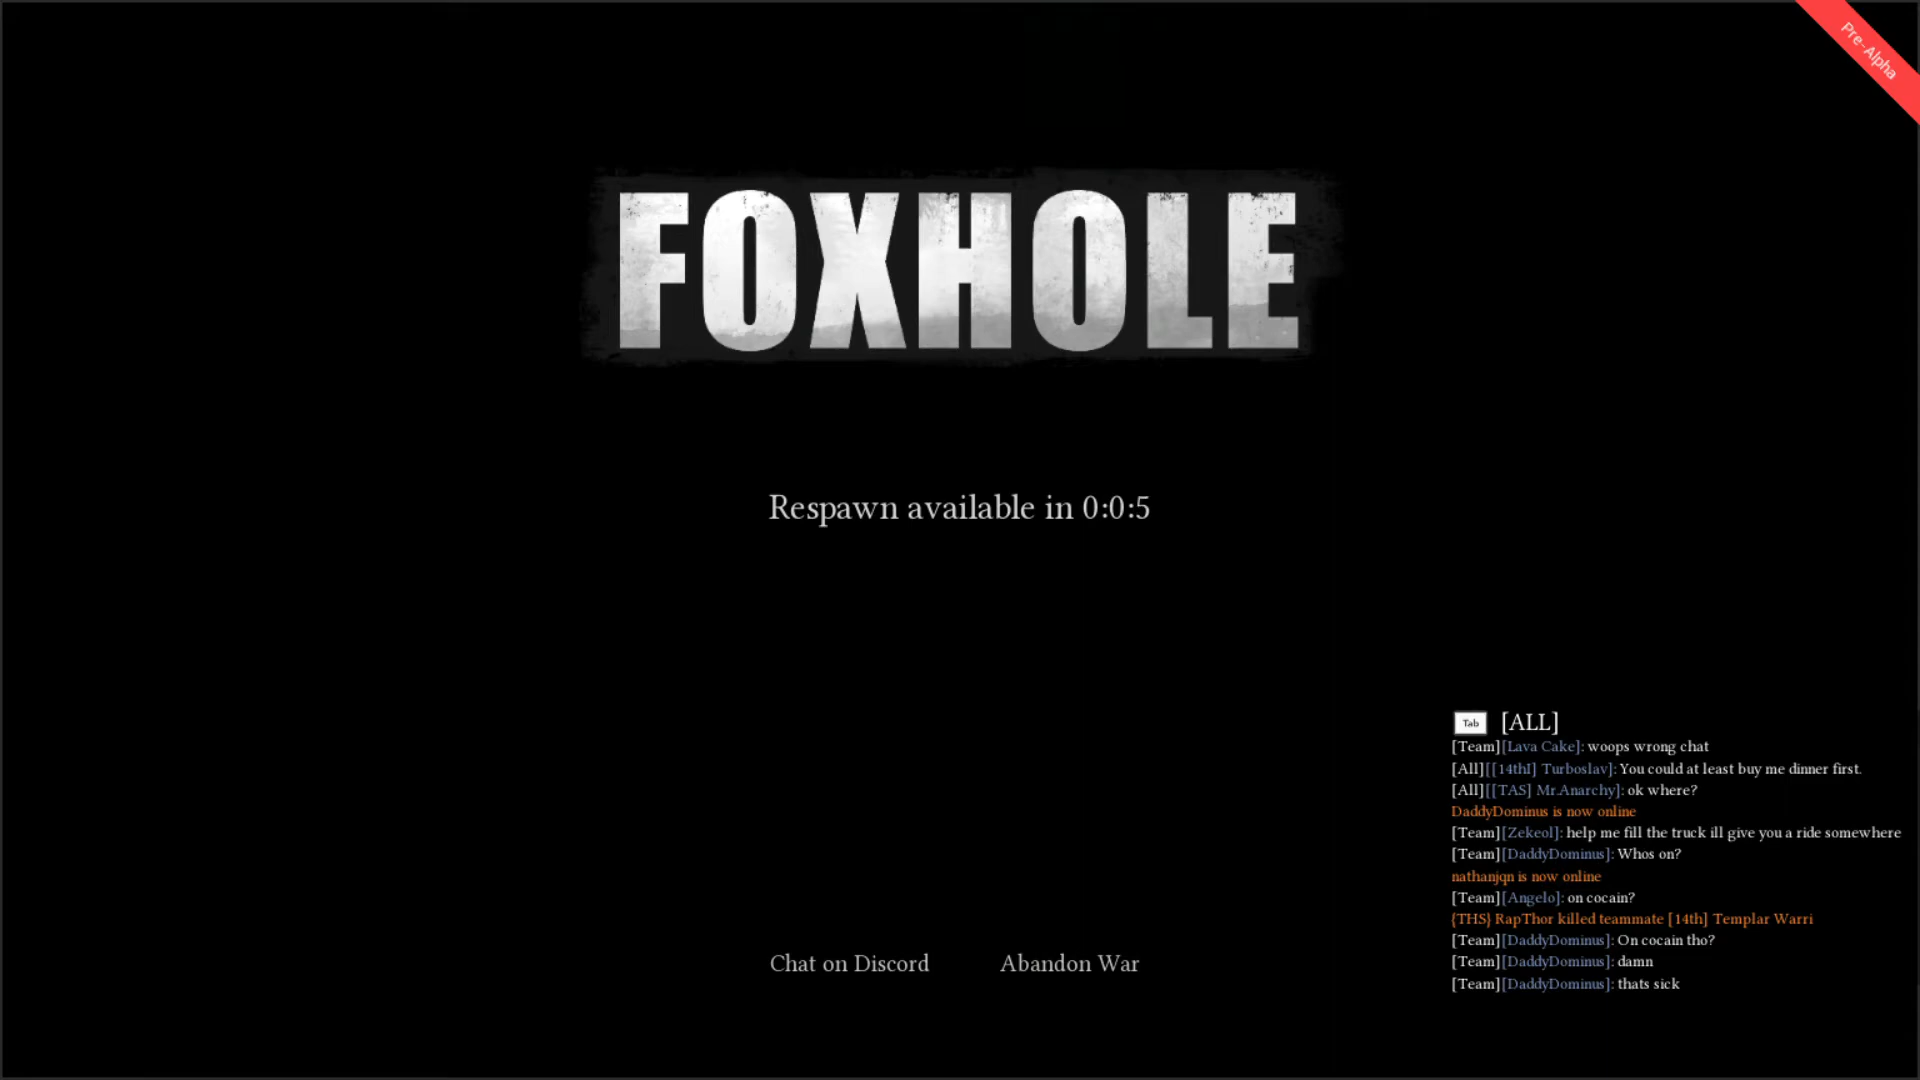 Pre-Alpha
FOXHOLE
Respawn available in 0:0:5
Tab [ALL]
[Team][Lava Cake]: woops wrong chat
[All][[14thI] Turboslav]: You could at least buy me dinner first.
[All][[TAS] Mr.Anarchy]: ok where?
DaddyDominus is now online
[Team][Zekeol]: help me fill the truck ill give you a ride somewhere
[Team][DaddyDominus]: Whos on?
nathanjqn is now online
[Team][Angelo]: on cocain?
{THS} RapThor killed teammate [14th] Templar Warri
[Team][DaddyDominus]: On cocain tho?
[Team][DaddyDominus]: damn
[Team][DaddyDominus]: thats sick
Chat on Discord Abandon War